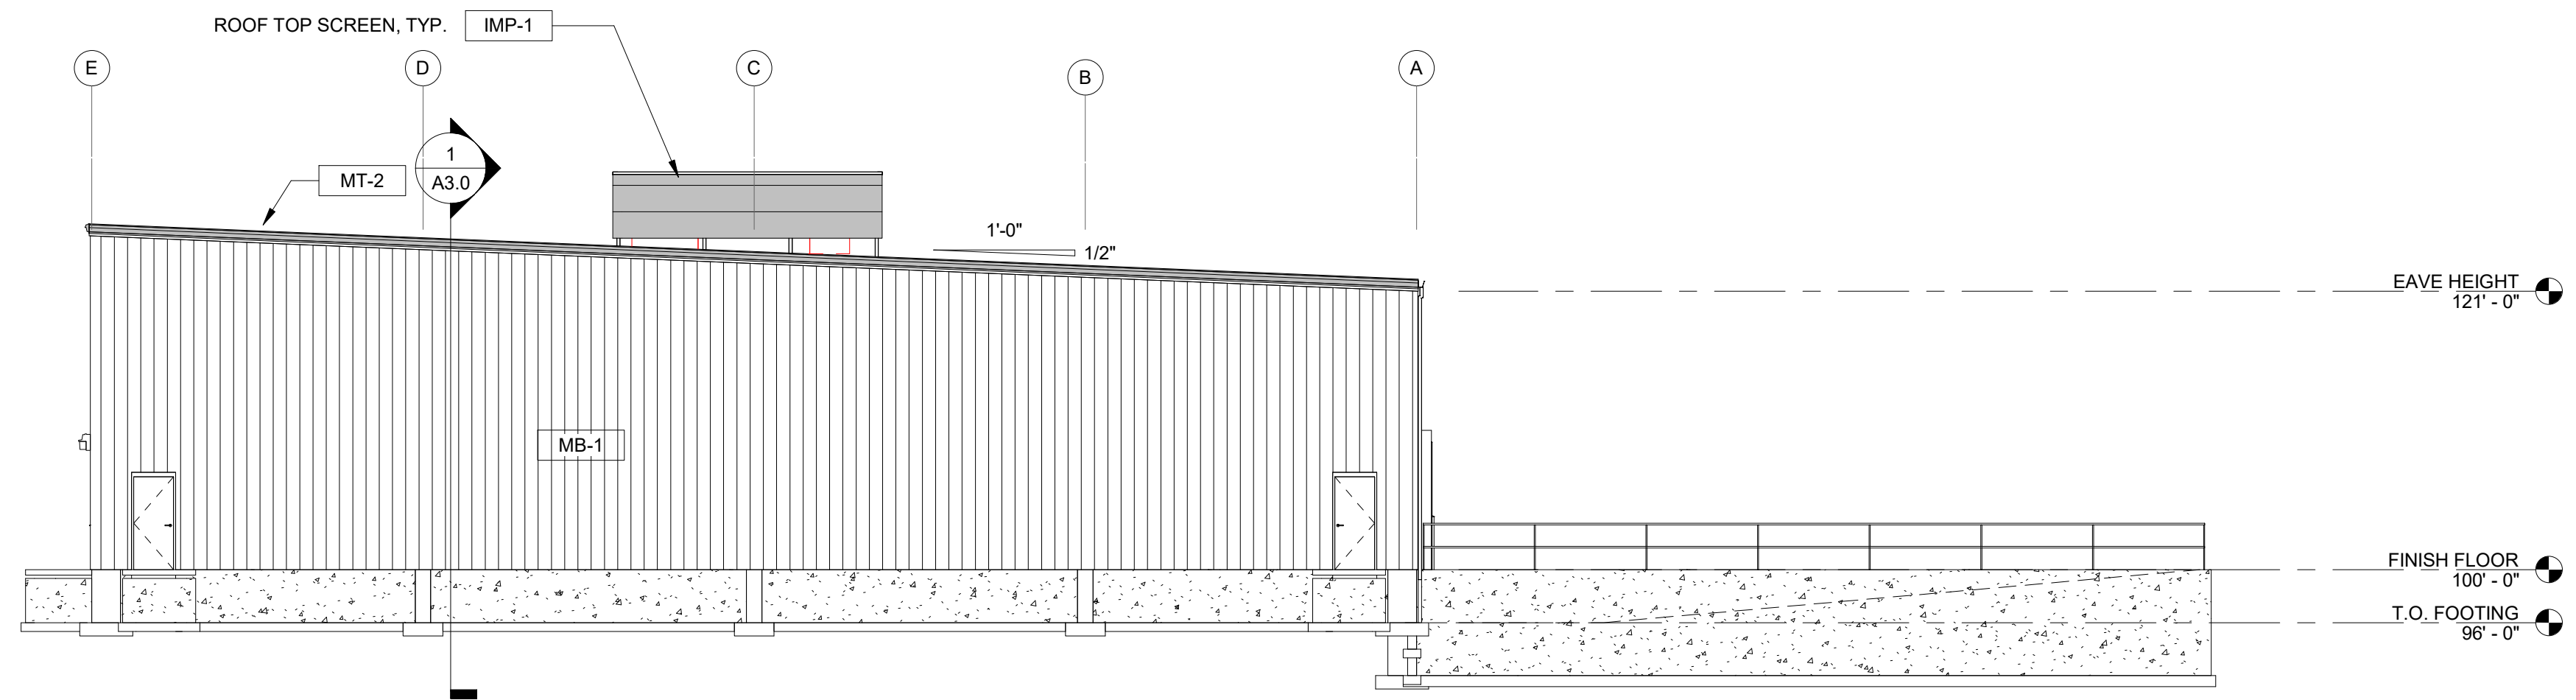 ROOF TOP SCREEN, TYP. IMP-1
E D C B A
1
A3.0
MT-2
1'-0"
1/2"
EAVE HEIGHT
121' - 0"
MB-1
FINISH FLOOR
100' - 0"
T.O. FOOTING
96' - 0"